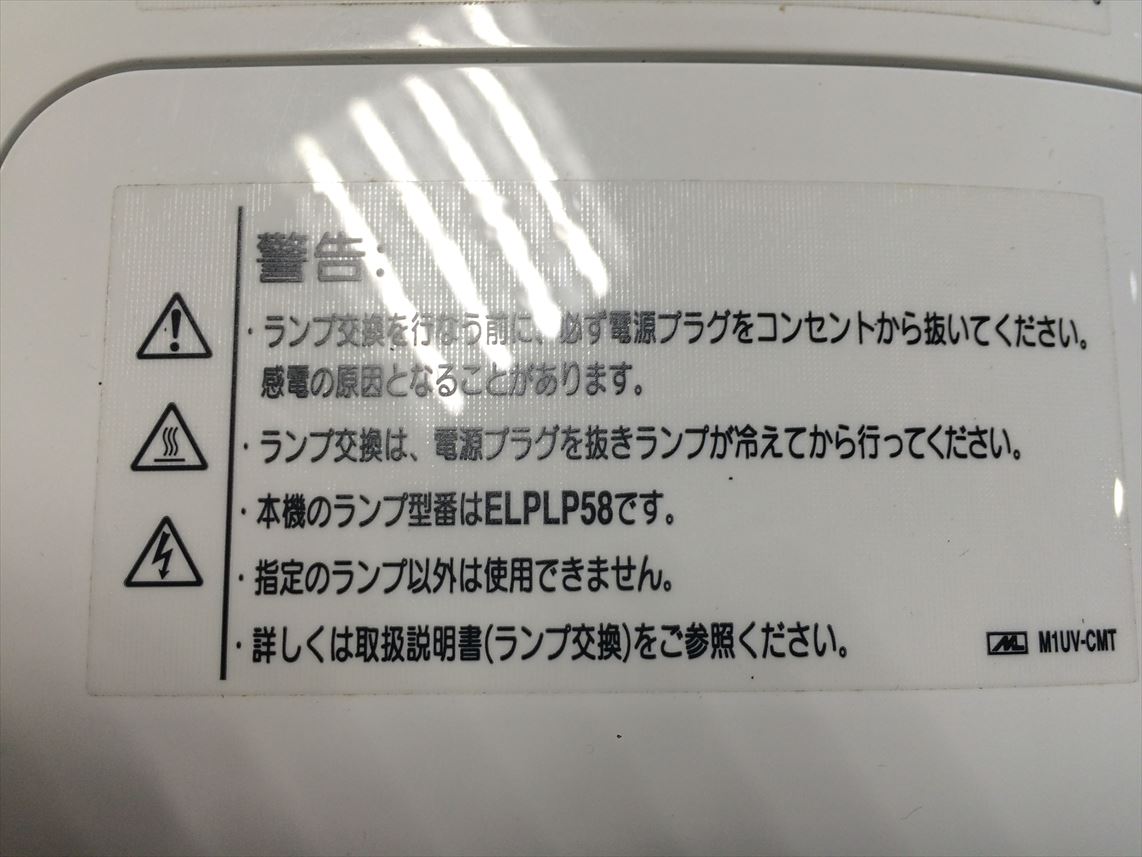 警告:
・ランプ交換を行なう前に、必ず電源プラグをコンセントから抜いてください。
感電の原因となることがあります。
・ランプ交換は、電源プラグを抜きランプが冷えてから行ってください。
・本機のランプ型番はELPLP58です。
・指定のランプ以外は使用できません。
・詳しくは取扱説明書(ランプ交換)をご参照ください。
M1UV-CMT